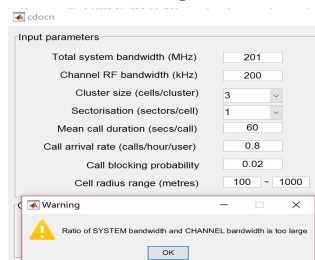 cdocn
Input parameters
Total system bandwidth (MHz) 201
Channel RF bandwidth (kHz) 200
Cluster size (cells/cluster) 3
Sectorisation (sectors/cell) 1
Mean call duration (secs/call) 60
Call arrival rate (calls/hour/user) 0.8
Call blocking probability 0.02
Cell radius range (metres) 100 ~ 1000
Warning
Ratio of SYSTEM bandwidth and CHANNEL bandwidth is too large
OK